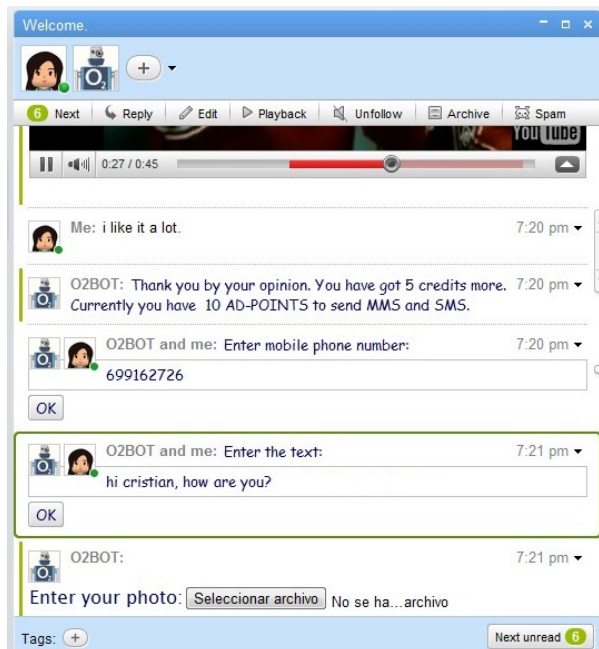 Welcome.
O2
+
6 Next Reply Edit Playback Unfollow Archive Spam
YouTube
0:27 / 0:45
Me: i like it a lot. 7:20 pm
O2BOT: Thank you by your opinion. You have got 5 credits more. 7:20 pm
Currently you have 10 AD-POINTS to send MMS and SMS.
O2BOT and me: Enter mobile phone number: 7:20 pm
699162726
OK
O2BOT and me: Enter the text: 7:21 pm
hi cristian, how are you?
OK
O2BOT: 7:21 pm
Enter your photo: Seleccionar archivo No se ha...archivo
Tags: + Next unread 6